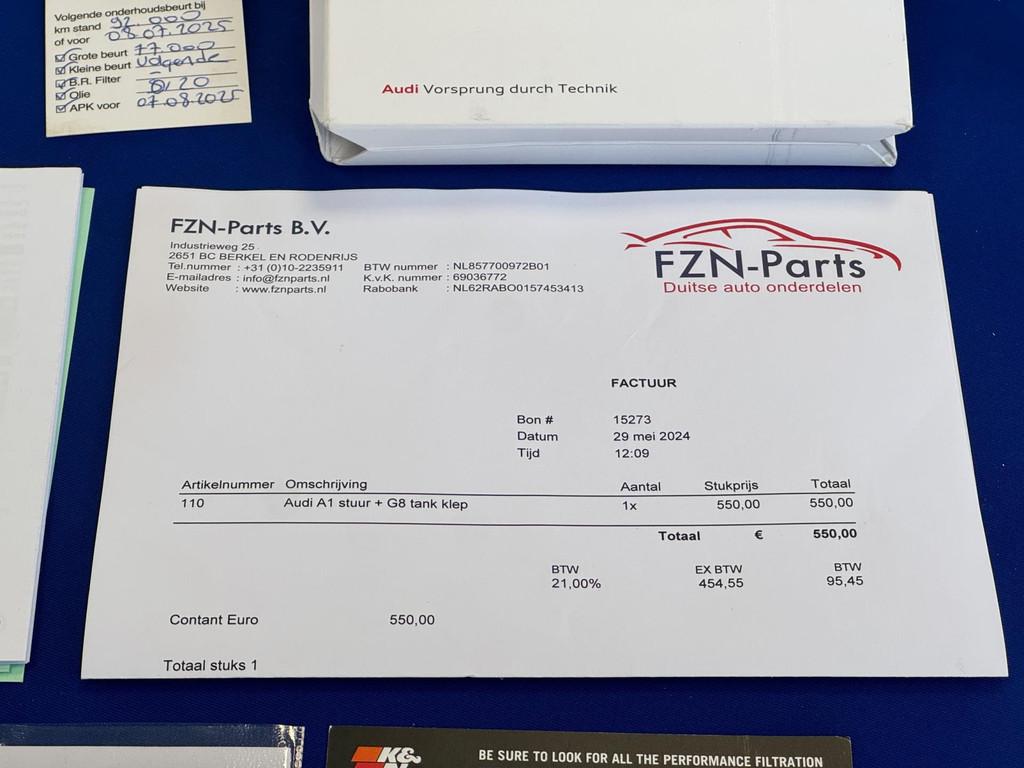 Volgende onderhoudsbeurt bij
km stand 92.000
of voor 08.07.2025
Grote beurt 77.000
Kleine beurt volgende
B.R. Filter -
Olie
APK voor 07.08.2025
Audi Vorsprung durch Technik
FZN-Parts B.V.
Industrieweg 25
2651 BC BERKEL EN RODENRIJS
Tel.nummer : +31 (0)10-2235911
E-mailadres : info@fznparts.nl
Website : www.fznparts.nl
BTW nummer : NL857700972B01
K.v.K. nummer : 69036772
Rabobank : NL62RABO0157453413
FZN-Parts
Duitse auto onderdelen
FACTUUR
Bon # 15273
Datum 29 mei 2024
Tijd 12:09
Artikelnummer Omschrijving Aantal Stukprijs Totaal
110 Audi A1 stuur + G8 tank klep 1x 550,00 550,00
Totaal € 550,00
BTW EX BTW BTW
21,00% 454,55 95,45
Contant Euro 550,00
Totaal stuks 1
K&N BE SURE TO LOOK FOR ALL THE PERFORMANCE FILTRATION